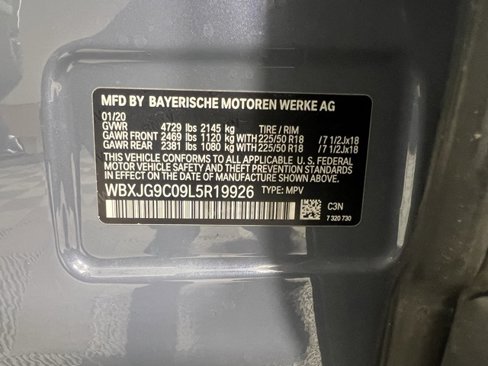 MFD BY BAYERISCHE MOTOREN WERKE AG
01/20
GVWR 4729 lbs 2145 kg TIRE / RIM
GAWR FRONT 2469 lbs 1120 kg WITH 225/50 R18 /7 1/2Jx18
GAWR REAR 2381 lbs 1080 kg WITH 225/50 R18 /7 1/2Jx18
THIS VEHICLE CONFORMS TO ALL APPLICABLE U. S. FEDERAL
MOTOR VEHICLE SAFETY, BUMPER, AND THEFT PREVENTION
STANDARDS IN EFFECT ON THE DATE OF MANUFACTURE
SHOWN ABOVE.
WBXJG9C09L5R19926 TYPE: MPV
C3N
7 320 730